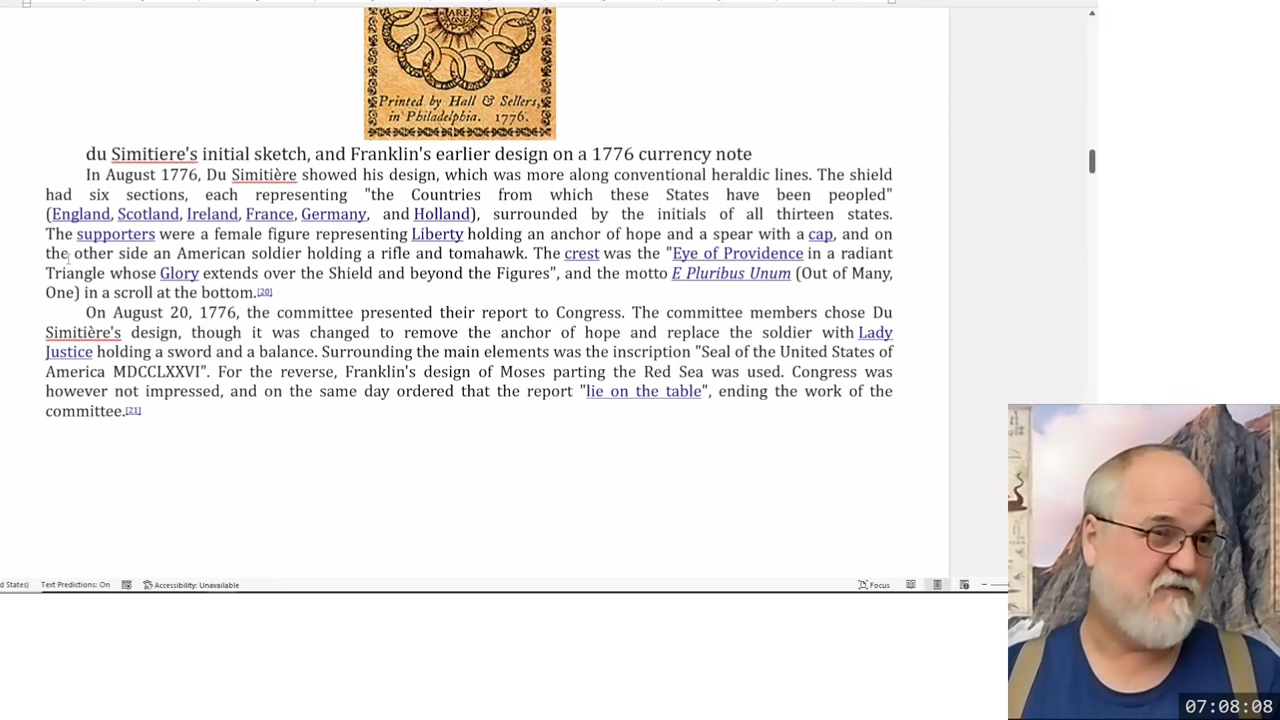 Printed by Hall & Sellers,
in Philadelphia. 1776.
du Simitiere's initial sketch, and Franklin's earlier design on a 1776 currency note
In August 1776, Du Simitière showed his design, which was more along conventional heraldic lines. The shield
had six sections, each representing "the Countries from which these States have been peopled"
(England, Scotland, Ireland, France, Germany, and Holland), surrounded by the initials of all thirteen states.
The supporters were a female figure representing Liberty holding an anchor of hope and a spear with a cap, and on
the other side an American soldier holding a rifle and tomahawk. The crest was the "Eye of Providence in a radiant
Triangle whose Glory extends over the Shield and beyond the Figures", and the motto E Pluribus Unum (Out of Many,
One) in a scroll at the bottom.[20]
On August 20, 1776, the committee presented their report to Congress. The committee members chose Du
Simitière's design, though it was changed to remove the anchor of hope and replace the soldier with Lady
Justice holding a sword and a balance. Surrounding the main elements was the inscription "Seal of the United States of
America MDCCLXXVI". For the reverse, Franklin's design of Moses parting the Red Sea was used. Congress was
however not impressed, and on the same day ordered that the report "lie on the table", ending the work of the
committee.[21]
States) Text Predictions: On Accessibility: Unavailable Focus
07:08:08